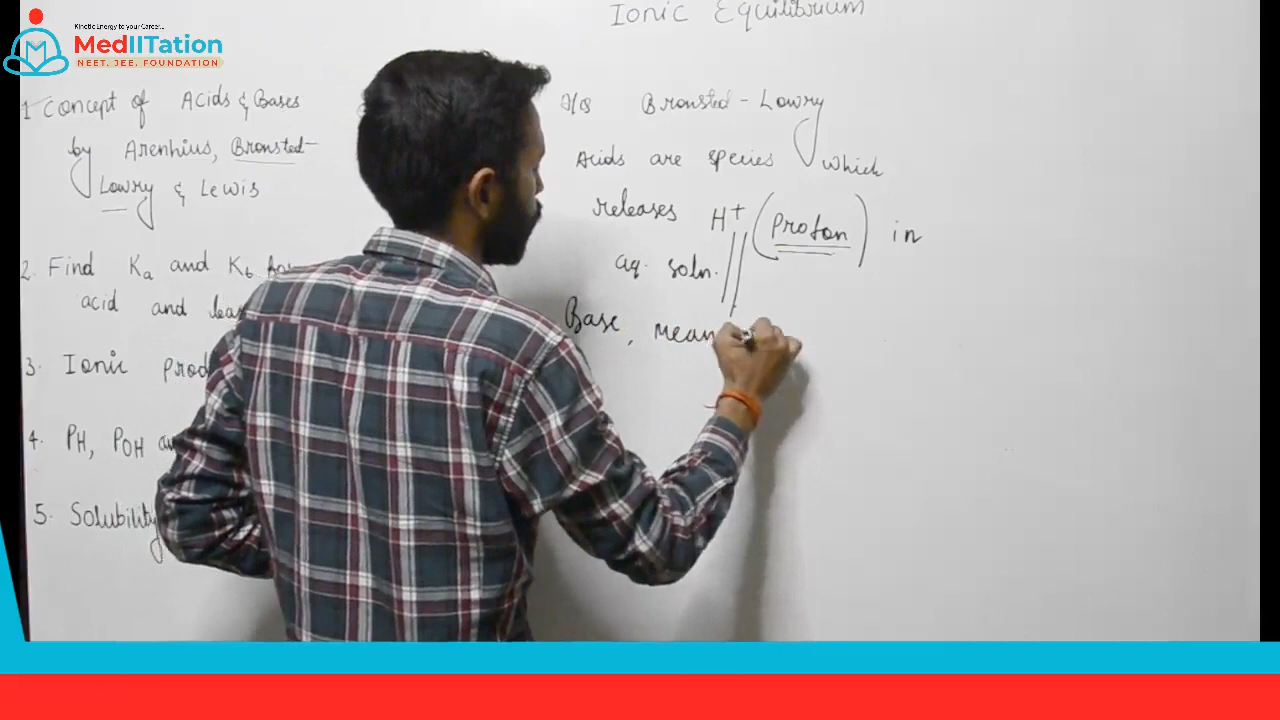 Kinetic Energy to your Career...
MedIITation
NEET, JEE, FOUNDATION
Ionic Equilibrium
1 Concept of Acids & Bases
by Arenhius, Bronsted-
Lowry & Lewis
2. Find Ka and Kb for
acid and
3. Ionic
4. PH, POH
5. Solubility
A/Q Bronsted - Lowry
Acids are species which
releases H+ (Proton) in
aq. soln.
Base, mean